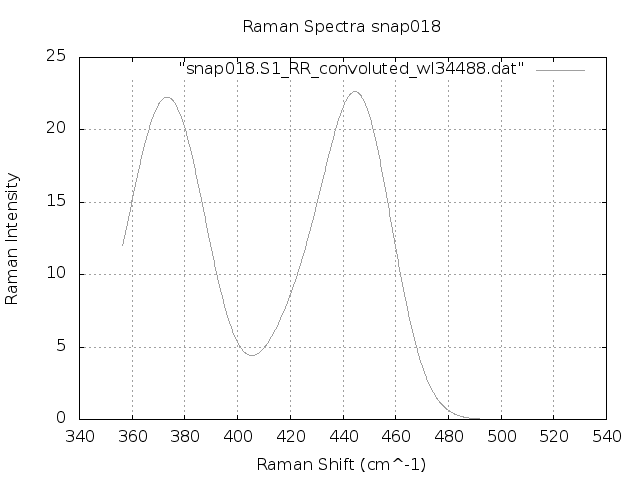 Raman Spectra snap018
"snap018.S1_RR_convoluted_wl34488.dat"
25
20
15
10
5
0
Raman Intensity
340 360 380 400 420 440 460 480 500 520 540
Raman Shift (cm^-1)